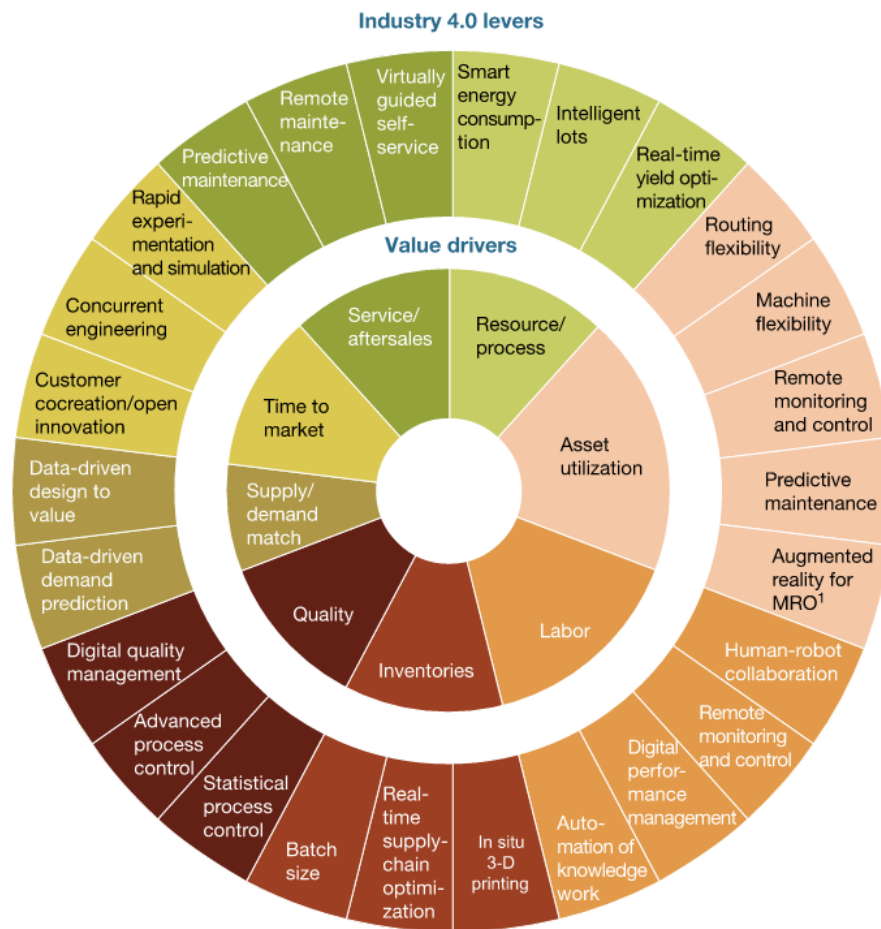 Industry 4.0 levers
Smart
energy
consump-
tion
Intelligent
lots
Real-time
yield opti-
mization
Routing
flexibility
Machine
flexibility
Remote
monitoring
and control
Predictive
maintenance
Augmented
reality for
MRO¹
Human-robot
collaboration
Remote
monitoring
and control
Digital
perfor-
mance
management
Auto-
mation of
knowledge
work
In situ
3-D
printing
Real-
time
supply-
chain
optimi-
zation
Batch
size
Statistical
process
control
Advanced
process
control
Digital quality
management
Data-driven
demand
prediction
Data-driven
design to
value
Customer
cocreation/open
innovation
Concurrent
engineering
Rapid
experi-
mentation
and simulation
Predictive
maintenance
Remote
mainte-
nance
Virtually
guided
self-
service
Value drivers
Resource/
process
Asset
utilization
Labor
Inventories
Quality
Supply/
demand
match
Time to
market
Service/
aftersales